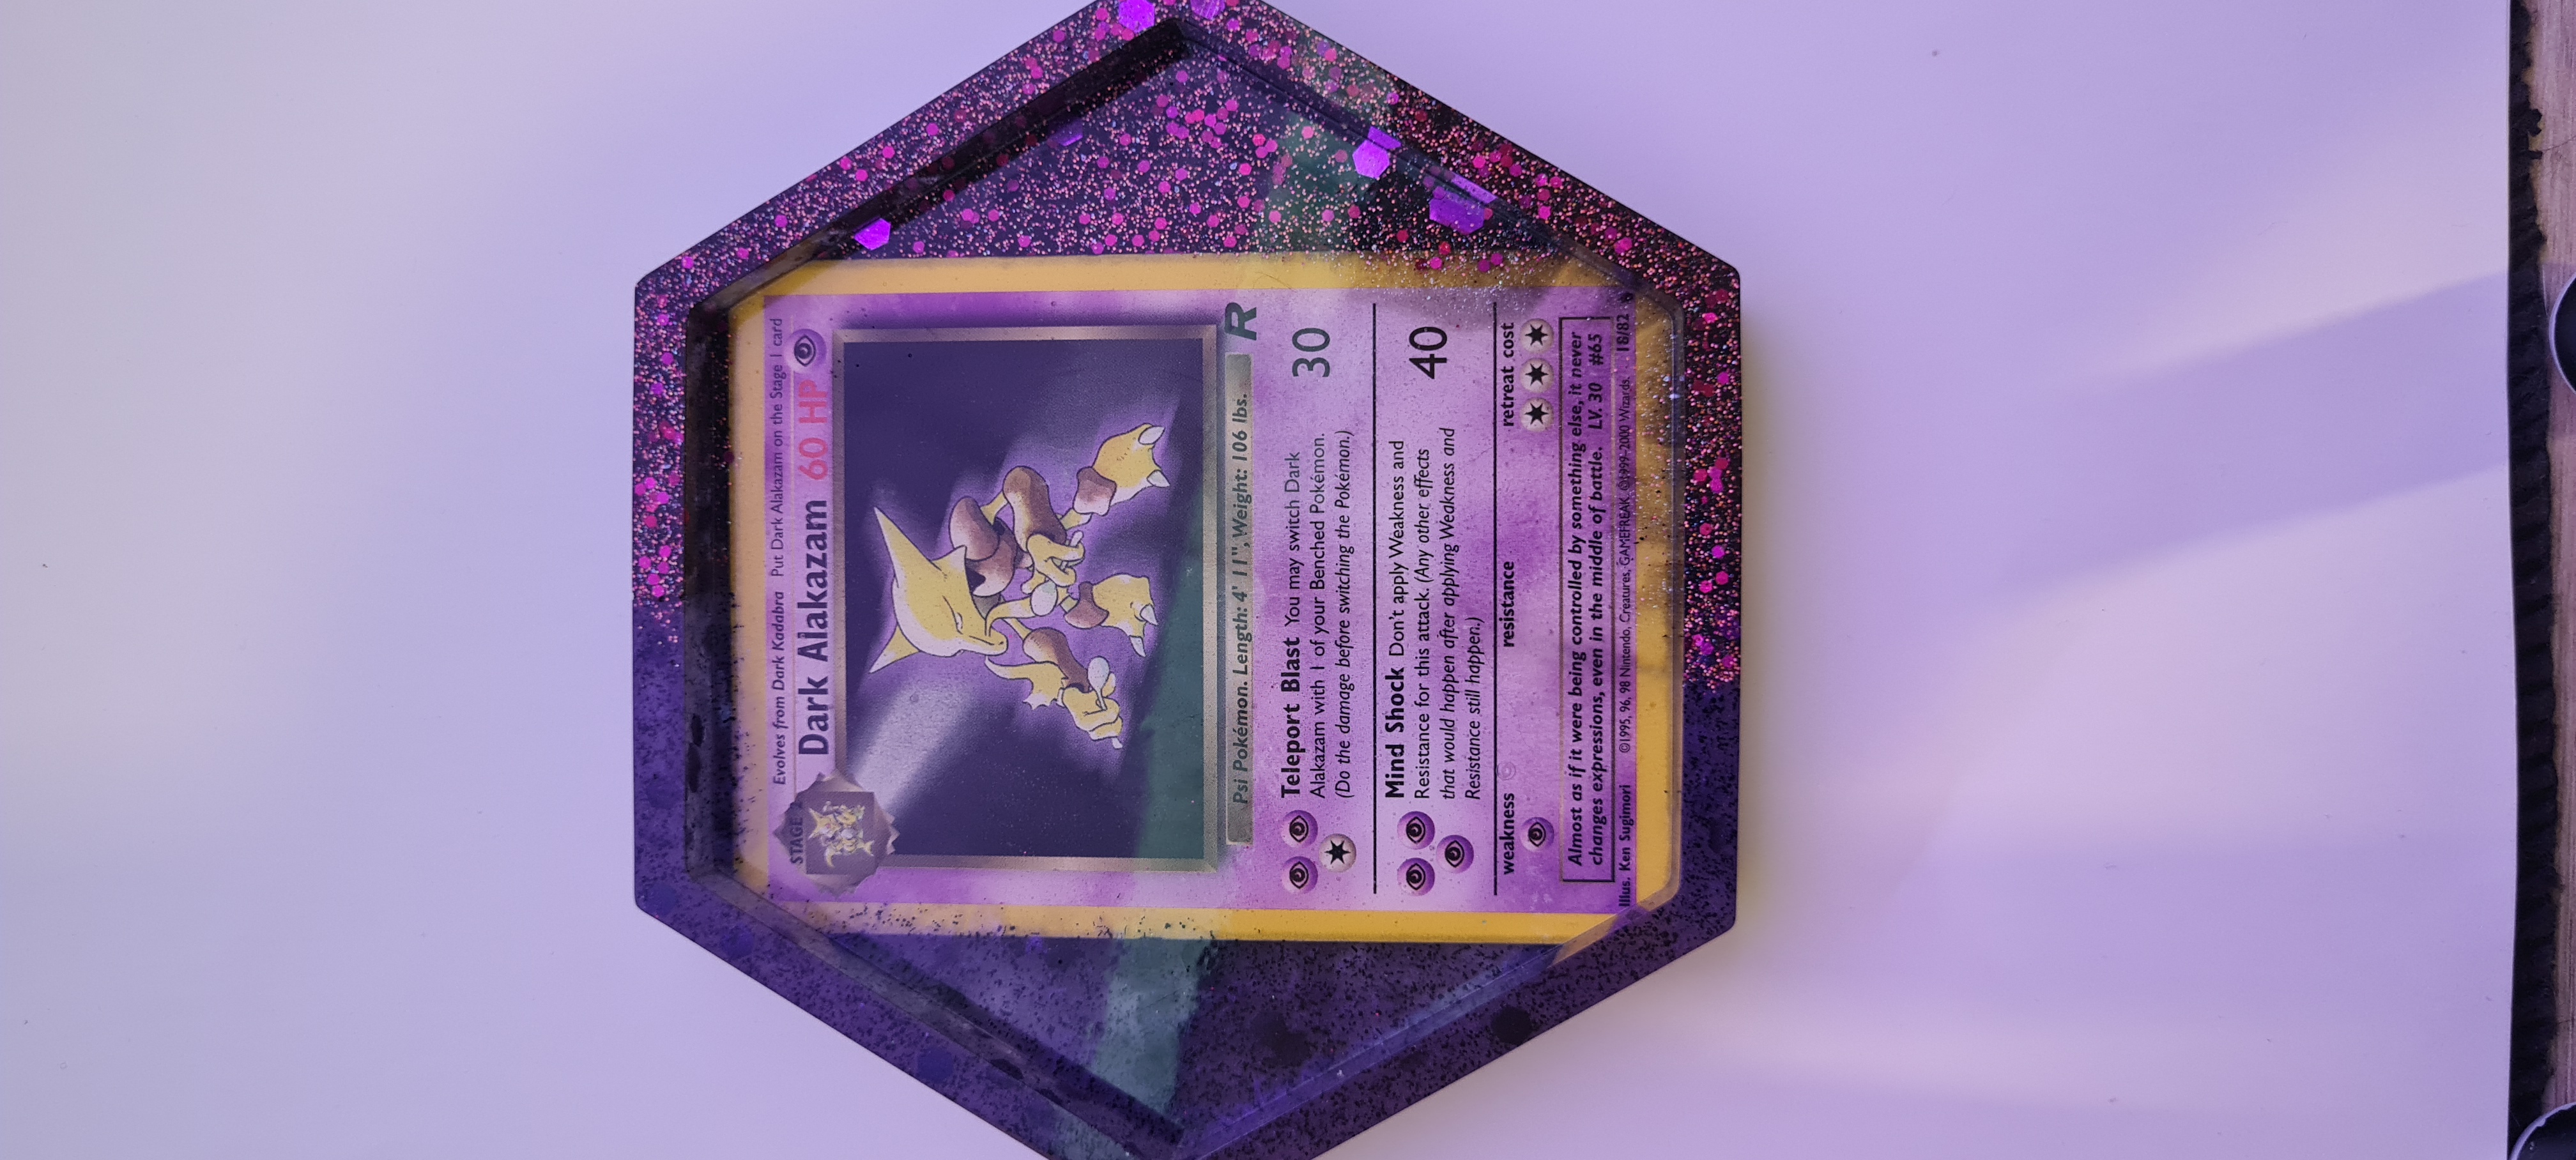 Evolves from Dark Kadabra Put Dark Alakazam on the Stage 1 card
STAGE 2
Dark Alakazam 60 HP
Psi Pokémon. Length: 4' 11", Weight: 106 lbs.
R
Teleport Blast You may switch Dark
Alakazam with 1 of your Benched Pokémon.
(Do the damage before switching the Pokémon.)
30
Mind Shock Don't apply Weakness and
Resistance for this attack. (Any other effects
that would happen after applying Weakness and
Resistance still happen.)
40
weakness resistance retreat cost
Almost as if it were being controlled by something else, it never
changes expressions, even in the middle of battle. LV. 30 #65
Illus. Ken Sugimori ©1995, 96, 98 Nintendo, Creatures, GAMEFREAK. ©1999-2000 Wizards. 18/82